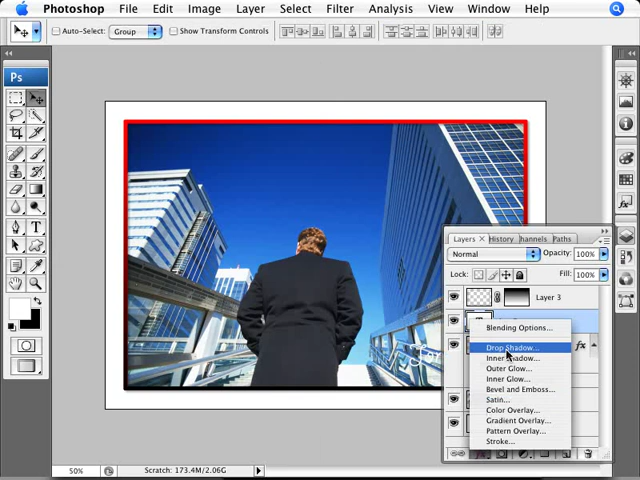 Photoshop File Edit Image Layer Select Filter Analysis View Window Help
Auto-Select: Group Show Transform Controls
Ps
Layers × History Channels Paths
Normal Opacity: 100%
Lock: Fill: 100%
Layer 3
Blending Options...
Drop Shadow...
Inner Shadow...
fx
Outer Glow...
Inner Glow...
Bevel and Emboss...
Satin...
Color Overlay...
Gradient Overlay...
Pattern Overlay...
Stroke...
50% Scratch: 173.4M/2.06G